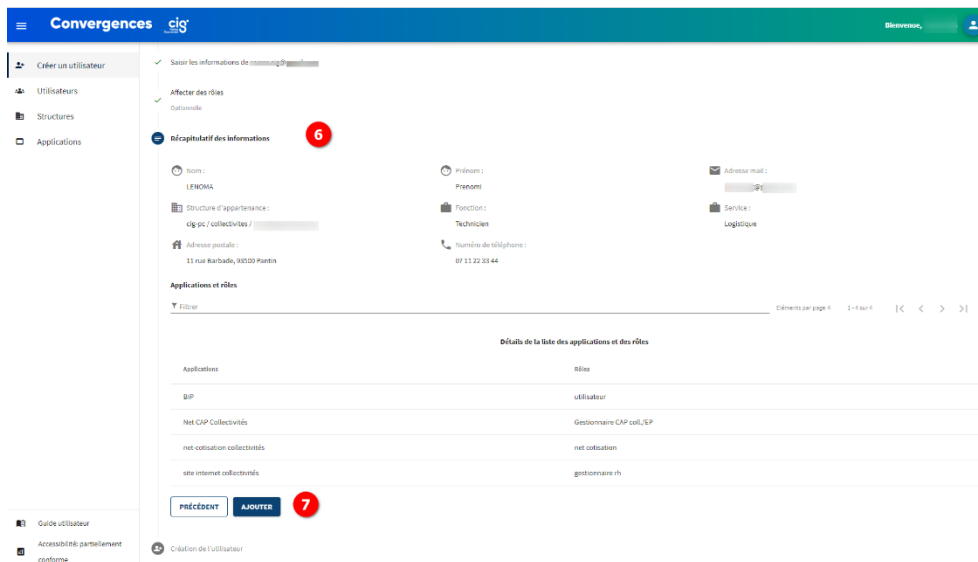 Convergences cig
Bienvenue,
Créer un utilisateur
Utilisateurs
Structures
Applications
Saisir les informations de
Affecter des rôles
Optionnelle
Récapitulatif des informations
6
Nom :
LENOMA
Prénom :
Prenomi
Adresse mail :
Structure d'appartenance :
cig-pc / collectivites /
Fonction :
Technicien
Service :
Logistique
Adresse postale :
11 rue Barbade, 93500 Pantin
Numéro de téléphone :
07 11 22 33 44
Applications et rôles
Filtrer
Eléments par page 4 1 - 4 sur 4
Détails de la liste des applications et des rôles
Applications Rôles
BIP utilisateur
Net CAP Collectivités Gestionnaire CAP coll./EP
net-cotisation collectivités net cotisation
site internet collectivités gestionnaire rh
PRÉCÉDENT AJOUTER 7
Guide utilisateur
Accessibilité: partiellement
conforme
Création de l'utilisateur